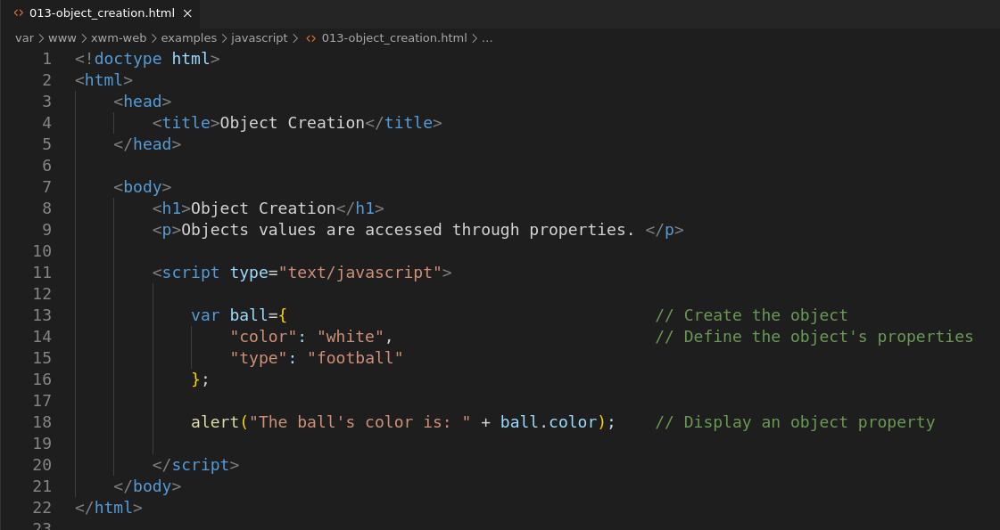 013-object_creation.html
var > www > xwm-web > examples > javascript > 013-object_creation.html > ...
1 <!doctype html>
2 <html>
3     <head>
4         <title>Object Creation</title>
5     </head>
6
7     <body>
8         <h1>Object Creation</h1>
9         <p>Objects values are accessed through properties. </p>
10
11         <script type="text/javascript">
12
13             var ball={                                      // Create the object
14                 "color": "white",                           // Define the object's properties
15                 "type": "football"
16             };
17
18             alert("The ball's color is: " + ball.color);    // Display an object property
19
20         </script>
21     </body>
22 </html>
23